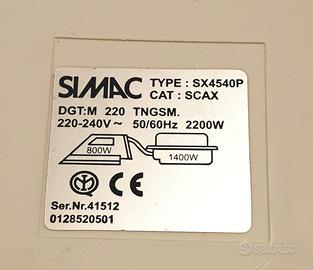 SIMAC
TYPE : SX4540P
CAT : SCAX
DGT:M 220 TNGSM.
220-240V~ 50/60Hz 2200W
800W
1400W
CE
Ser.Nr.41512
0128520501
subito